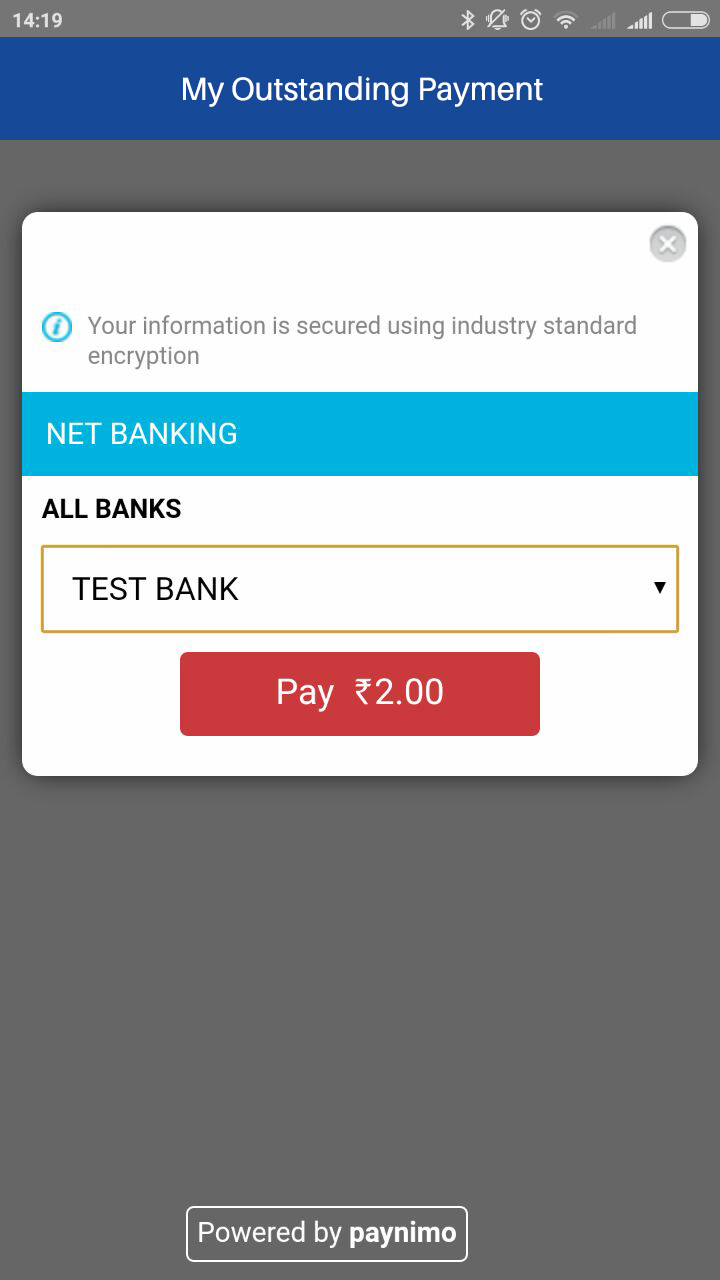 14:19
My Outstanding Payment
Your information is secured using industry standard
encryption
NET BANKING
ALL BANKS
TEST BANK
Pay ₹2.00
Powered by paynimo